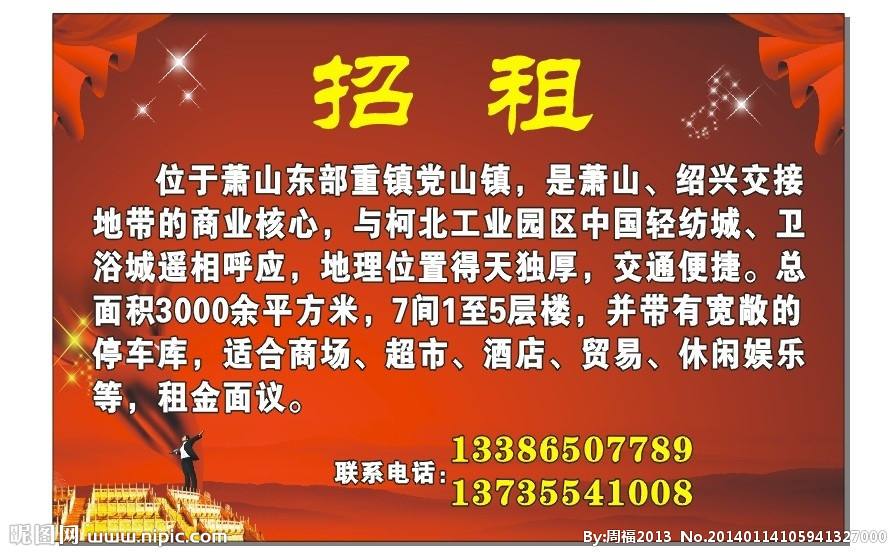 招租
位于萧山东部重镇党山镇，是萧山、绍兴交接
地带的商业核心，与柯北工业园区中国轻纺城、卫
浴城遥相呼应，地理位置得天独厚，交通便捷。总
面积3000余平方米，7间1至5层楼，并带有宽敞的
停车库，适合商场、超市、酒店、贸易、休闲娱乐
等，租金面议。
联系电话：13386507789
13735541008
昵图网 www.nipic.com
By:周福2013 No.20140114105941327000